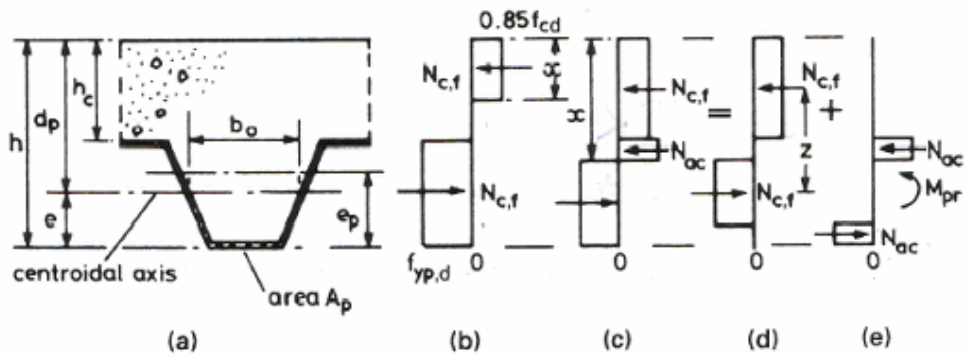 0.85f_cd
h
d_p
h_c
b_o
e
e_p
centroidal axis
area A_p
N_c,f
x
N_c,f
f_yp,d
0
x
N_c,f
N_ac
0
=
N_c,f
z
N_c,f
0
+
N_ac
M_pr
N_ac
0
(a)
(b)
(c)
(d)
(e)